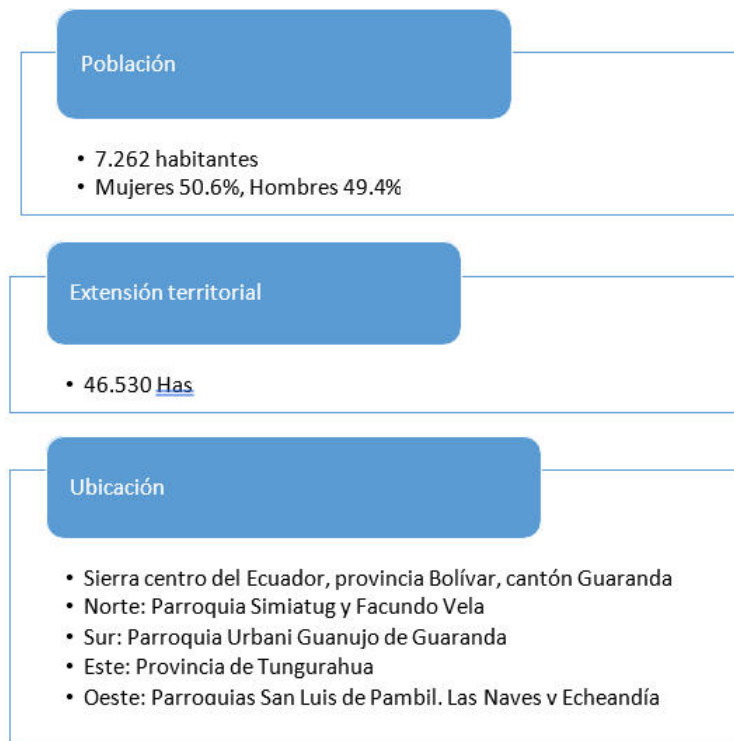 Población
• 7.262 habitantes
• Mujeres 50.6%, Hombres 49.4%
Extensión territorial
• 46.530 Has
Ubicación
• Sierra centro del Ecuador, provincia Bolívar, cantón Guaranda
• Norte: Parroquia Simiatug y Facundo Vela
• Sur: Parroquia Urbani Guanujo de Guaranda
• Este: Provincia de Tungurahua
• Oeste: Parroquias San Luis de Pambil. Las Naves y Echeandía